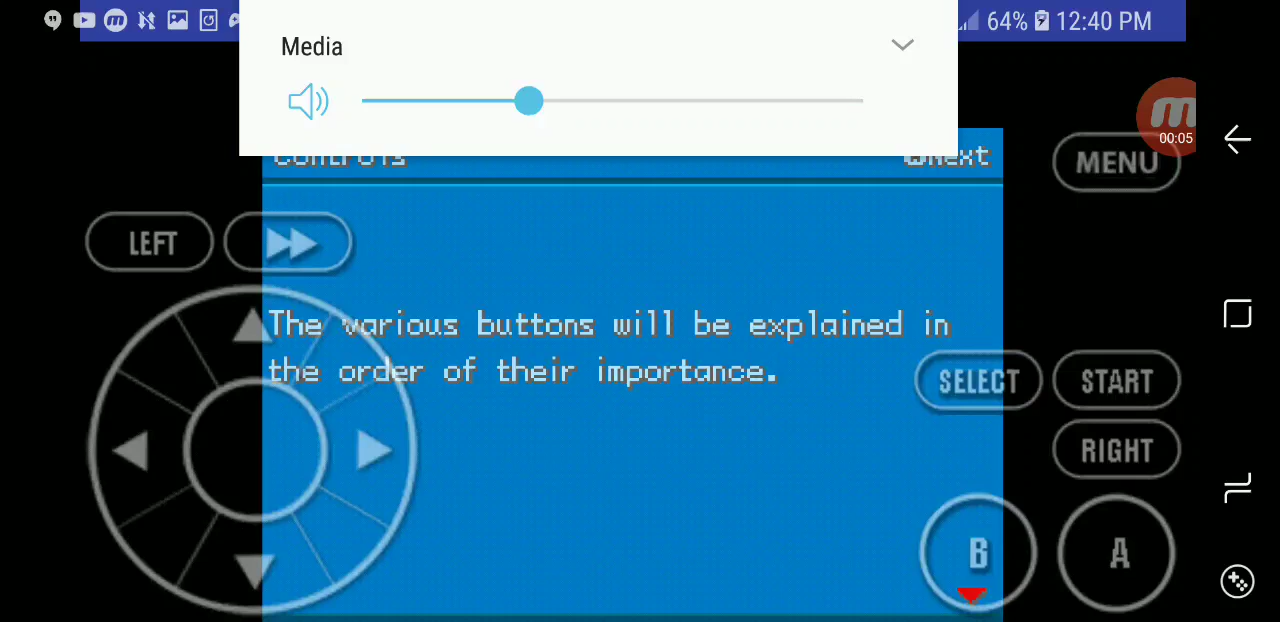 64% 12:40 PM
Media
00:05
Controls Next
MENU
LEFT
The various buttons will be explained in
the order of their importance.
SELECT START
RIGHT
B A